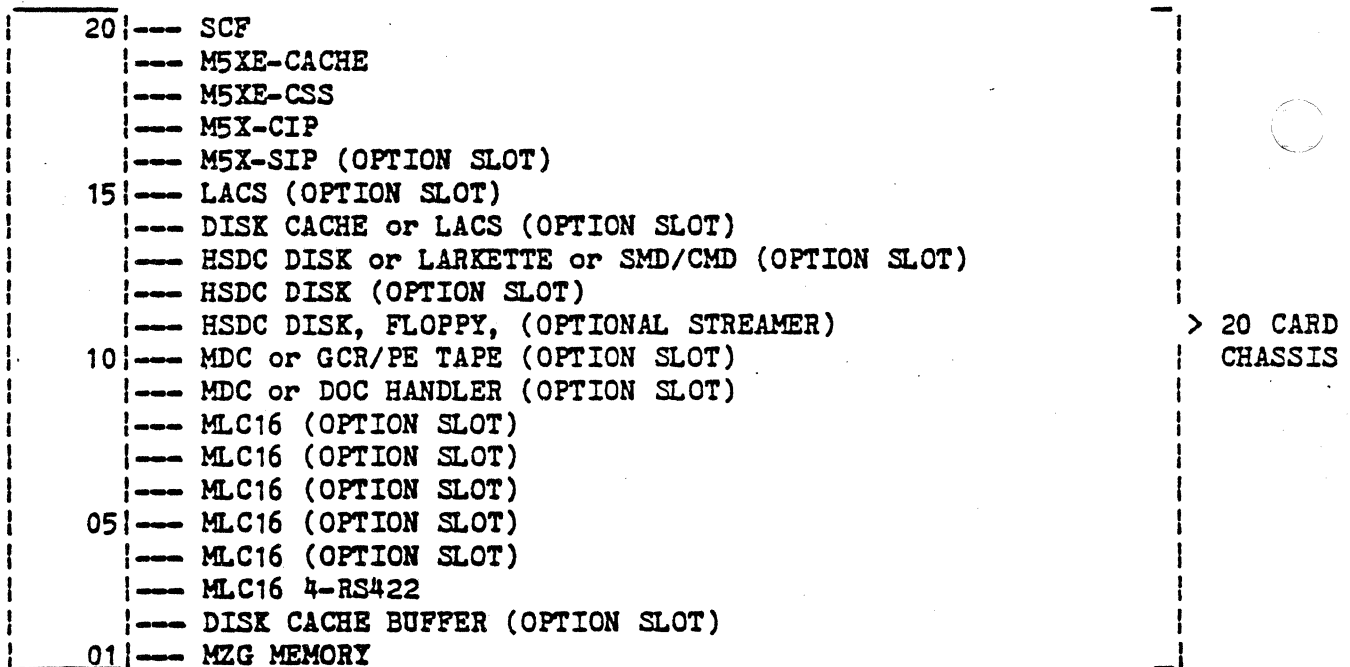 20 |--- SCF
|--- M5XE-CACHE
|--- M5XE-CSS
|--- M5X-CIP
|--- M5X-SIP (OPTION SLOT)
15 |--- LACS (OPTION SLOT)
|--- DISK CACHE or LACS (OPTION SLOT)
|--- HSDC DISK or LARKETTE or SMD/CMD (OPTION SLOT)
|--- HSDC DISK (OPTION SLOT)
|--- HSDC DISK, FLOPPY, (OPTIONAL STREAMER) > 20 CARD
10 |--- MDC or GCR/PE TAPE (OPTION SLOT) CHASSIS
|--- MDC or DOC HANDLER (OPTION SLOT)
|--- MLC16 (OPTION SLOT)
|--- MLC16 (OPTION SLOT)
|--- MLC16 (OPTION SLOT)
05 |--- MLC16 (OPTION SLOT)
|--- MLC16 (OPTION SLOT)
|--- MLC16 4-RS422
|--- DISK CACHE BUFFER (OPTION SLOT)
01 |--- MZG MEMORY